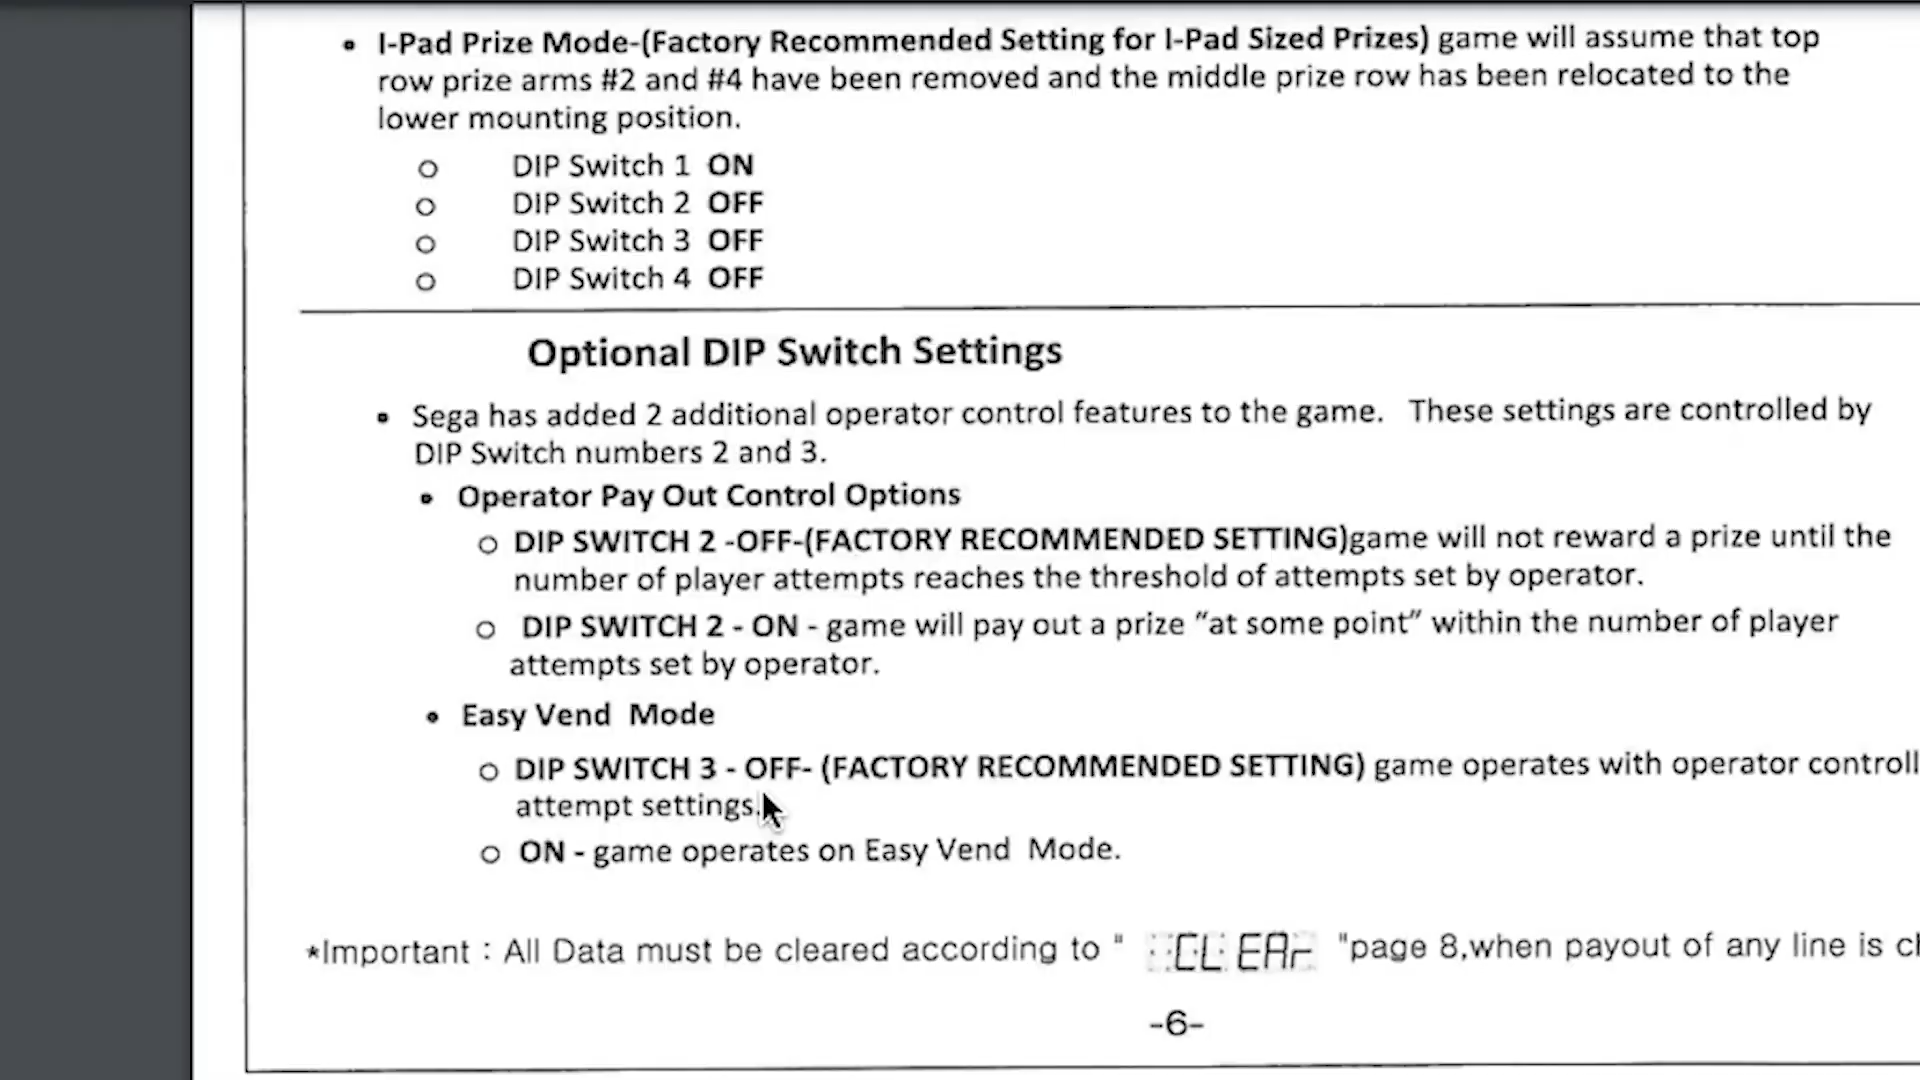 • I-Pad Prize Mode-(Factory Recommended Setting for I-Pad Sized Prizes) game will assume that top
row prize arms #2 and #4 have been removed and the middle prize row has been relocated to the
lower mounting position.
○ DIP Switch 1 ON
○ DIP Switch 2 OFF
○ DIP Switch 3 OFF
○ DIP Switch 4 OFF
Optional DIP Switch Settings
• Sega has added 2 additional operator control features to the game. These settings are controlled by
DIP Switch numbers 2 and 3.
• Operator Pay Out Control Options
○ DIP SWITCH 2 -OFF-(FACTORY RECOMMENDED SETTING)game will not reward a prize until the
number of player attempts reaches the threshold of attempts set by operator.
○ DIP SWITCH 2 - ON - game will pay out a prize “at some point” within the number of player
attempts set by operator.
• Easy Vend Mode
○ DIP SWITCH 3 - OFF- (FACTORY RECOMMENDED SETTING) game operates with operator controll
attempt settings.
○ ON - game operates on Easy Vend Mode.
*Important : All Data must be cleared according to " CLEAr "page 8,when payout of any line is
-6-